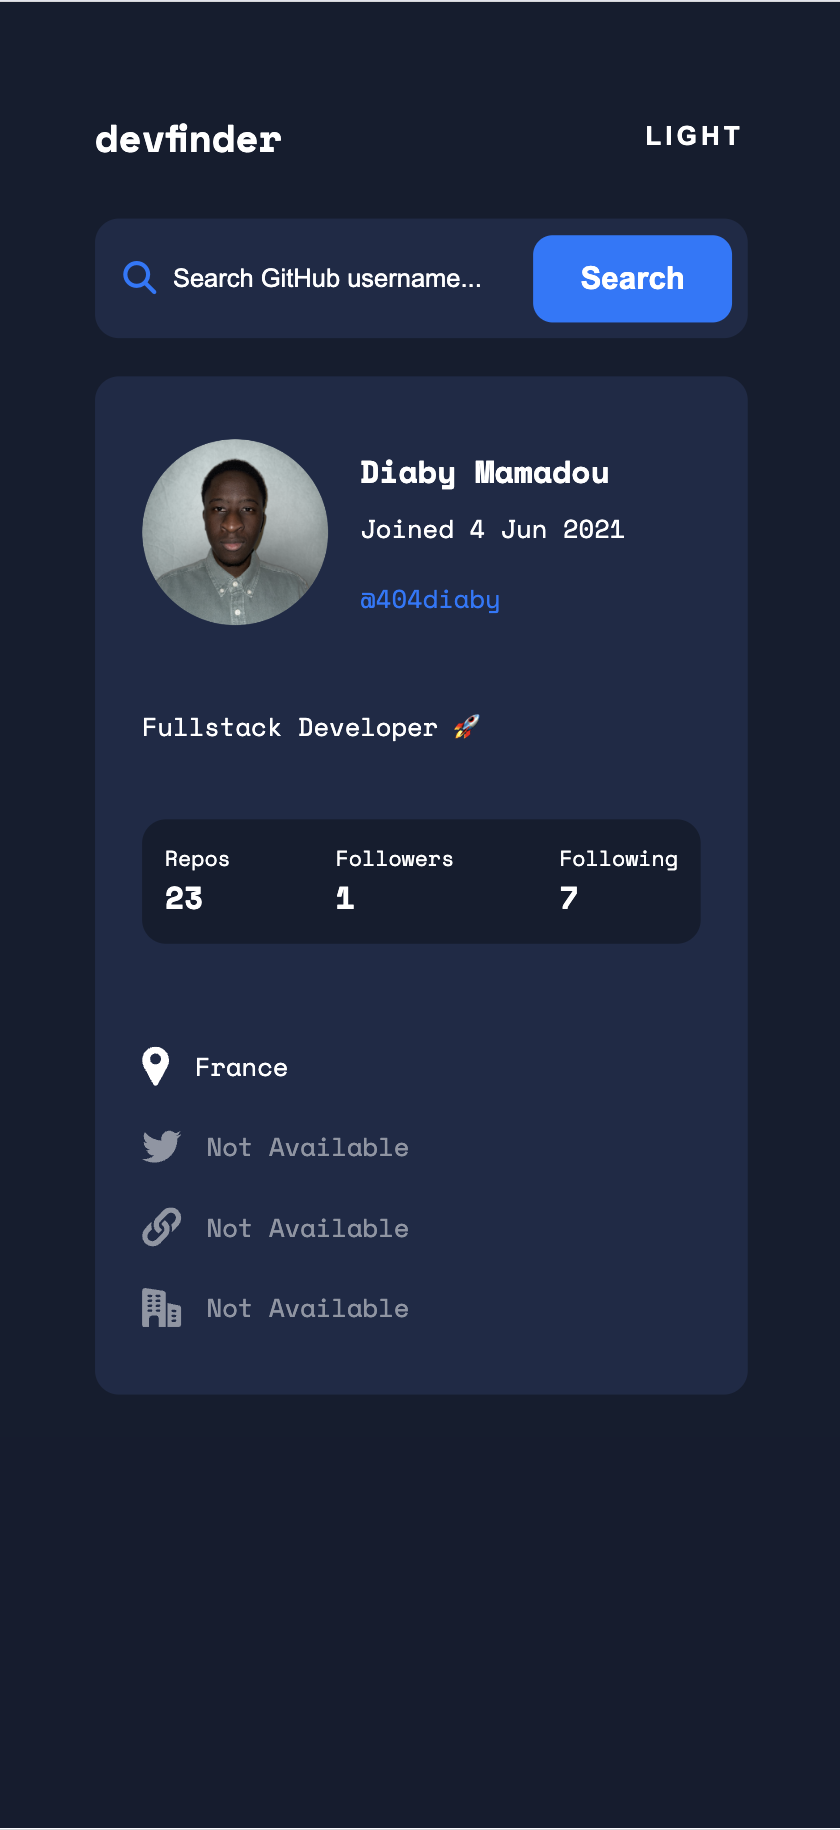 devfinder LIGHT
Search GitHub username... Search
Diaby Mamadou
Joined 4 Jun 2021
@404diaby
Fullstack Developer 🚀
Repos Followers Following
23 1 7
France
Not Available
Not Available
Not Available